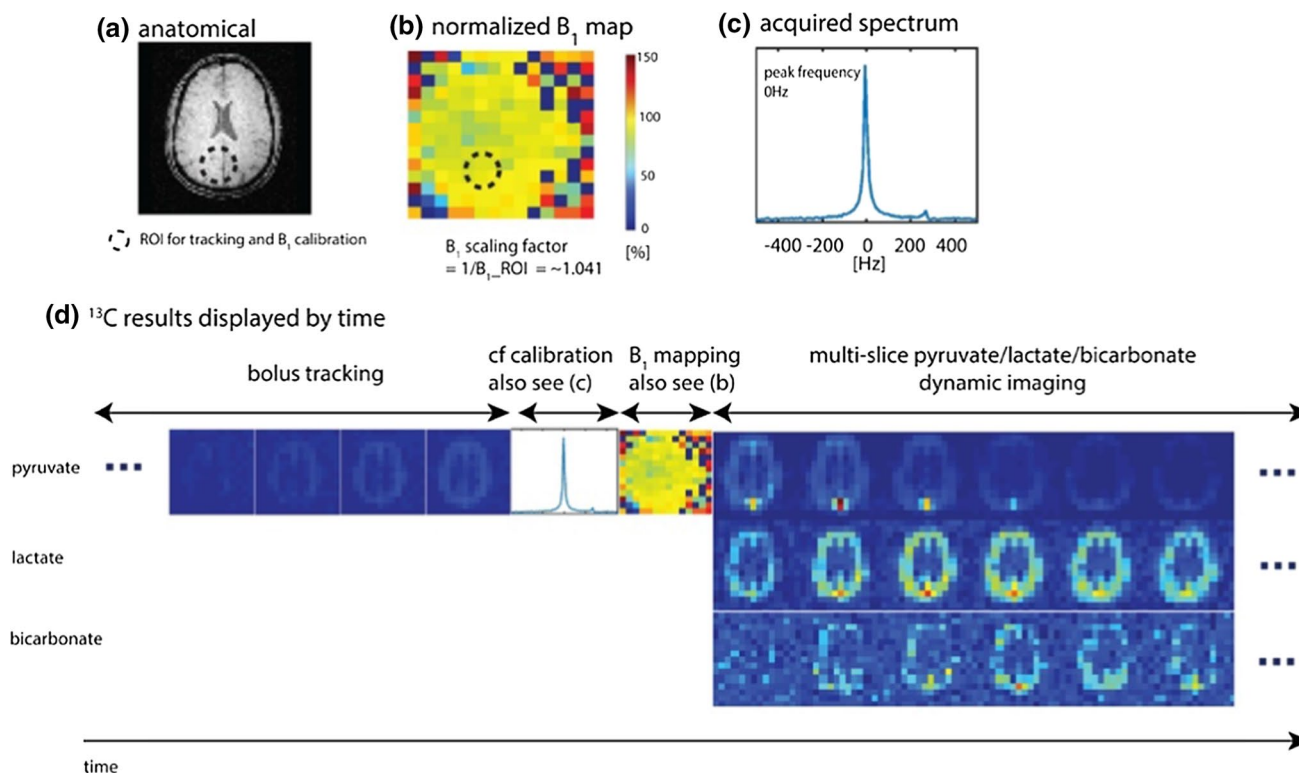 (a) anatomical
ROI for tracking and B1 calibration
(b) normalized B1 map
150
100
50
0
[%]
B1 scaling factor
= 1/B1_ROI = ~1.041
(c) acquired spectrum
peak frequency
0Hz
-400 -200 0 200 400
[Hz]
(d) 13C results displayed by time
bolus tracking
cf calibration
also see (c)
B1 mapping
also see (b)
multi-slice pyruvate/lactate/bicarbonate
dynamic imaging
pyruvate
lactate
bicarbonate
time